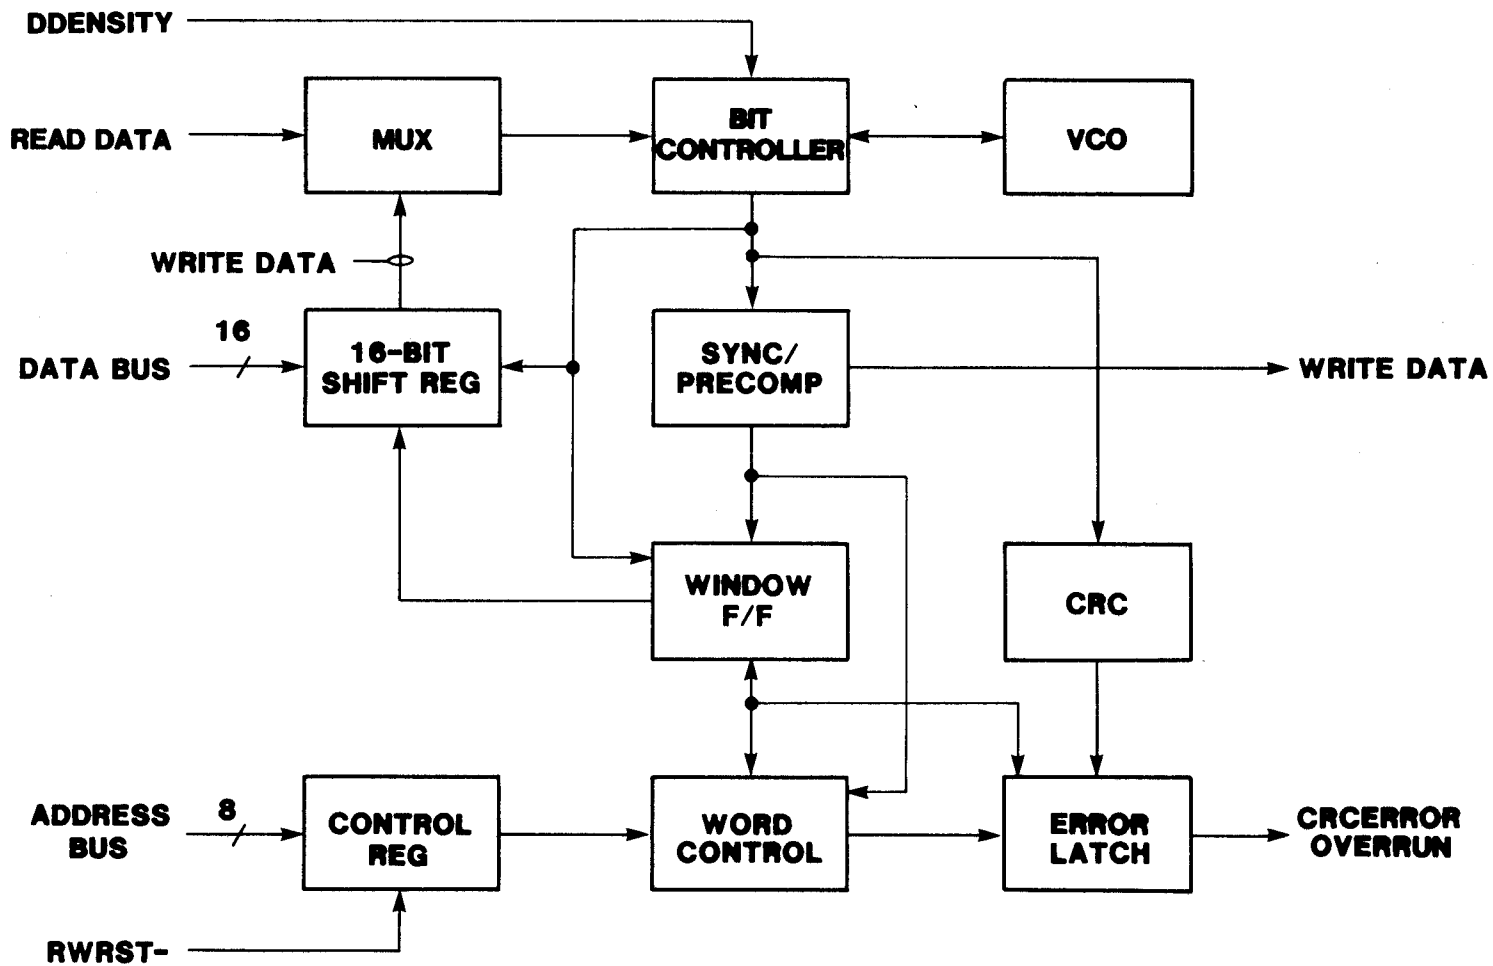 DDENSITY
READ DATA
MUX
BIT
CONTROLLER
VCO
WRITE DATA
16
DATA BUS
16-BIT
SHIFT REG
SYNC/
PRECOMP
WRITE DATA
WINDOW
F/F
CRC
ADDRESS
BUS
8
CONTROL
REG
WORD
CONTROL
ERROR
LATCH
CRCERROR
OVERRUN
RWRST-